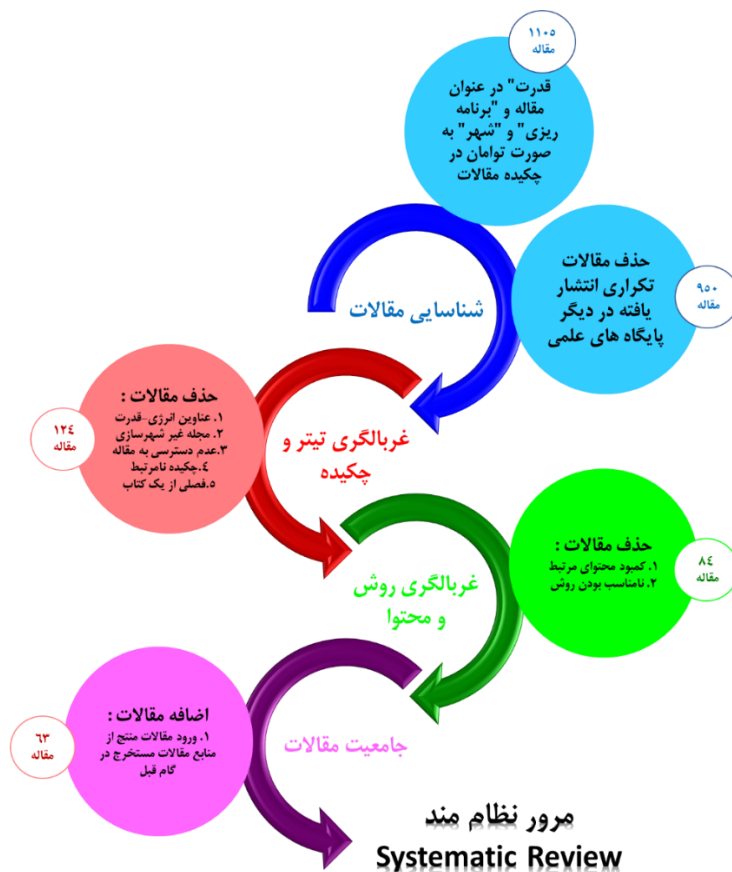 ۱۱۰۵
مقاله
قدرت" در عنوان
مقاله و "برنامه
ریزی" و "شهر" به
صورت توامان در
چکیده مقالات
شناسایی مقالات
حذف مقالات
تکراری انتشار
یافته در دیگر
پایگاه های علمی
۹۵۰
مقاله
حذف مقالات :
۱. عناوین انرژی-قدرت
۲. مجله غیر شهرسازی
۳.عدم دسترسی به مقاله
۴.چکیده نامرتبط
۵.فصلی از یک کتاب
۱۲٤
مقاله
غربالگری تیتر و
چکیده
غربالگری روش
و محتوا
حذف مقالات :
۱. کمبود محتوای مرتبط
۲. نامناسب بودن روش
۸٤
مقاله
اضافه مقالات :
۱. ورود مقالات منتج از
منابع مقالات مستخرج در
گام قبل
٦۳
مقاله
جامعیت مقالات
مرور نظام مند
Systematic Review